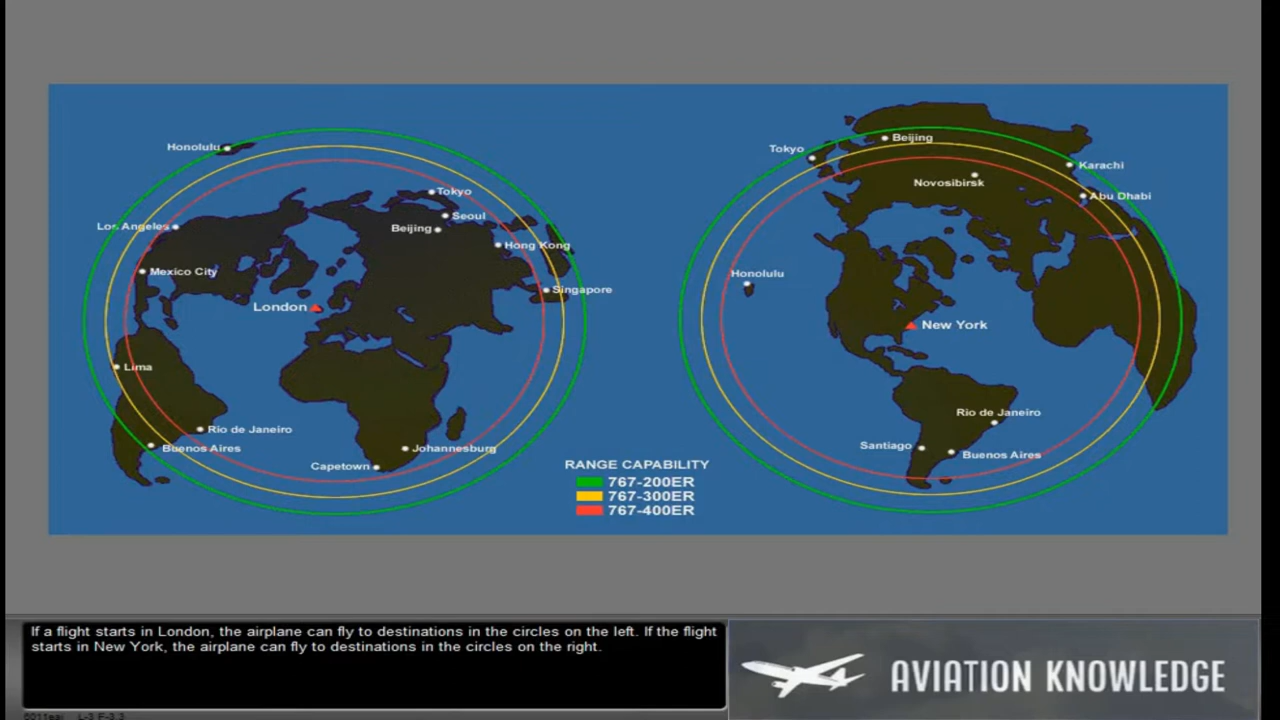 Honolulu
Tokyo
Los Angeles
Seoul
Beijing
Hong Kong
Mexico City
Singapore
London
Lima
Rio de Janeiro
Buenos Aires
Johannesburg
Capetown
Beijing
Tokyo
Karachi
Novosibirsk
Abu Dhabi
Honolulu
New York
Rio de Janeiro
Santiago
Buenos Aires
RANGE CAPABILITY
767-200ER
767-300ER
767-400ER
If a flight starts in London, the airplane can fly to destinations in the circles on the left. If the flight
starts in New York, the airplane can fly to destinations in the circles on the right.
AVIATION KNOWLEDGE